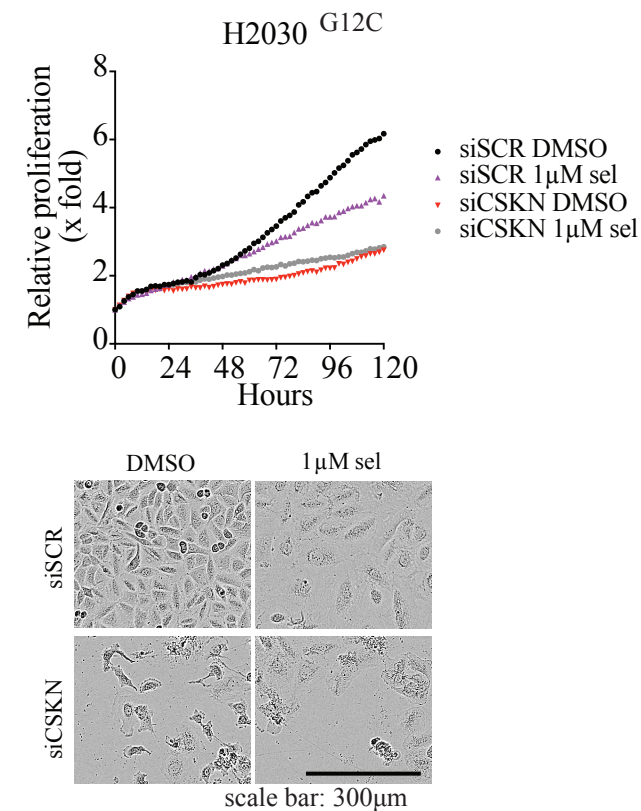 H2030 G12C
Relative proliferation
(x fold)
8
6
4
2
0
0 24 48 72 96 120
Hours
siSCR DMSO
siSCR 1μM sel
siCSKN DMSO
siCSKN 1μM sel
DMSO 1μM sel
siSCR
siCSKN
scale bar: 300μm